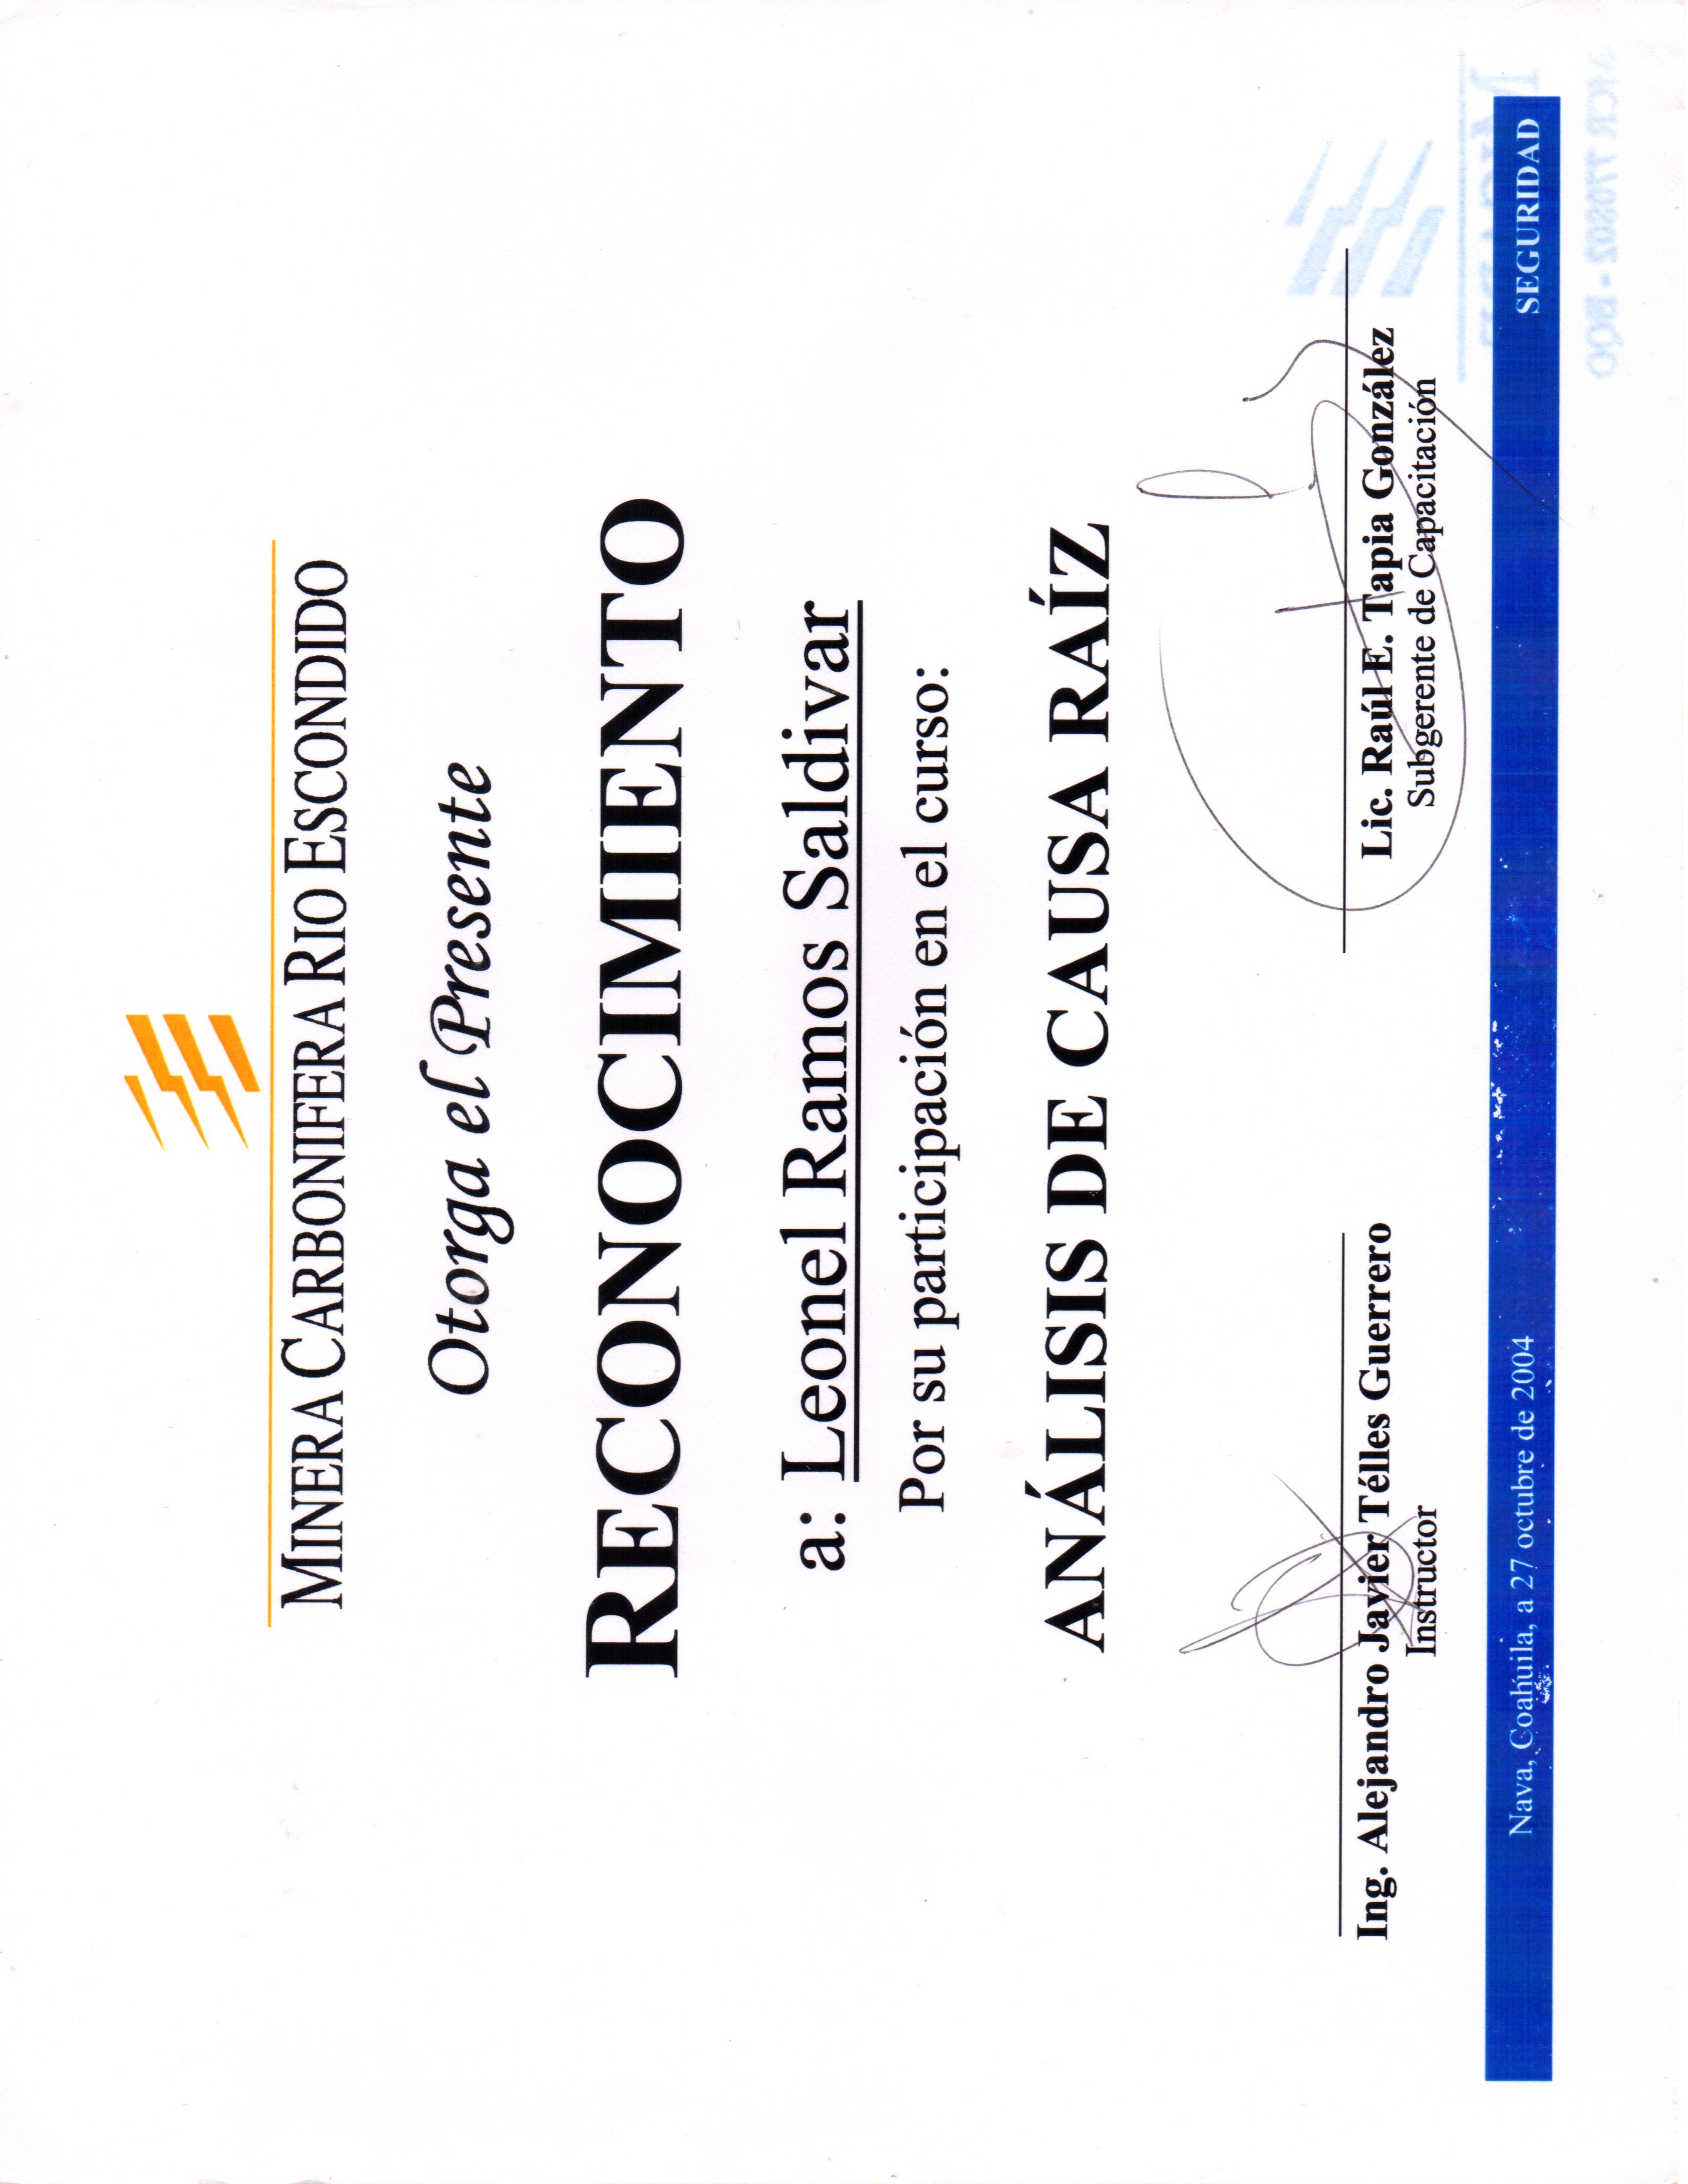 MINERA CARBONIFERA RIO ESCONDIDO
Otorga el Presente
RECONOCIMIENTO
a: Leonel Ramos Saldivar
Por su participación en el curso:
ANÁLISIS DE CAUSA RAÍZ
Ing. Alejandro Javier Télles Guerrero
Instructor
Lic. Raúl E. Tapia González
Subgerente de Capacitación
Nava, Coahuila, a 27 octubre de 2004
SEGURIDAD
770802 - BQO